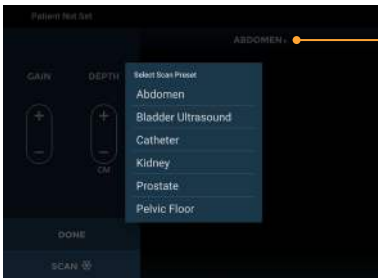 Patient Not Set
ABDOMEN
GAIN
DEPTH
Select Scan Preset
Abdomen
Bladder Ultrasound
Catheter
Kidney
Prostate
Pelvic Floor
CM
DONE
SCAN